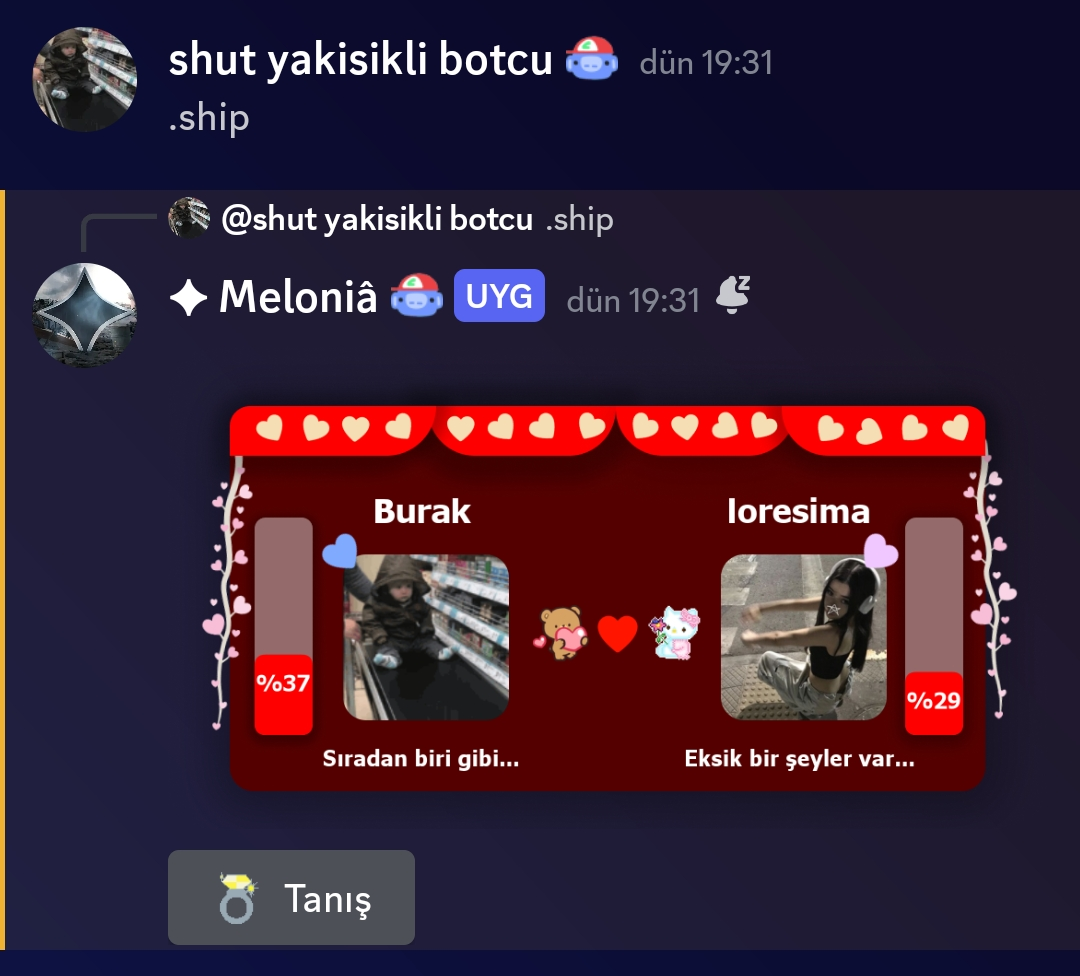 shut yakisikli botcu dün 19:31
.ship
@shut yakisikli botcu .ship
✦ Meloniâ UYG dün 19:31
Burak loresima
%37 %29
Sıradan biri gibi... Eksik bir şeyler var...
Tanış